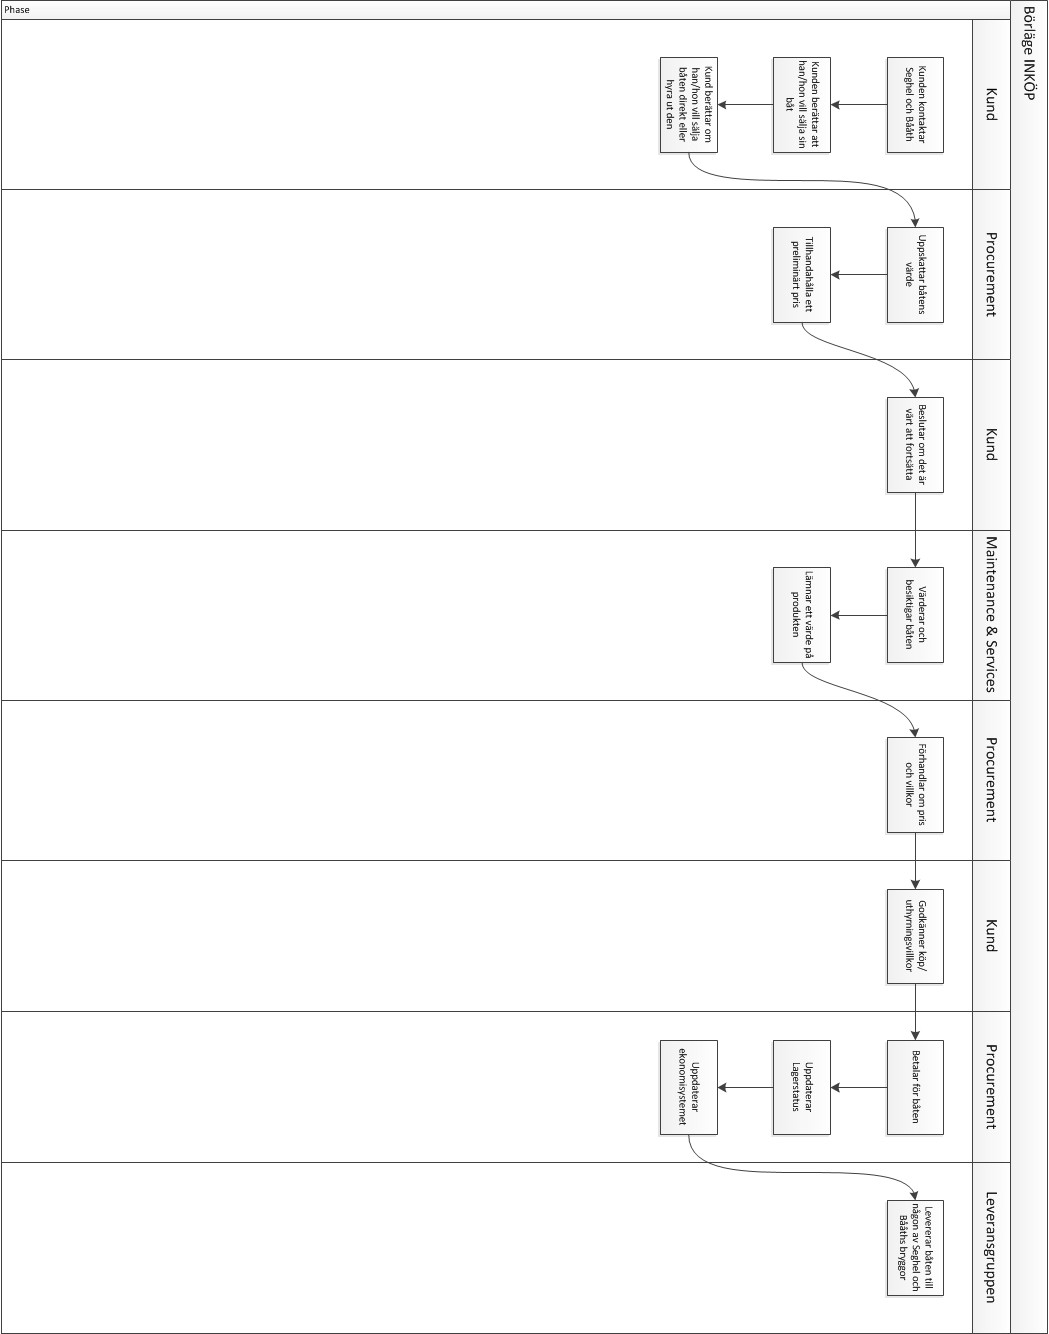 Börläge INKÖP
Phase
Kund
Kunden kontaktar
Seghel och Bååth
Kunden berättar att
han/hon vill sälja sin
båt
Kund berättar om
han/hon vill sälja
båten direkt eller
hyra ut den
Procurement
Uppskattar båtens
värde
Tillhandahålla ett
preliminärt pris
Kund
Beslutar om det är
värt att fortsätta
Maintenance & Services
Värderar och
besiktigar båten
Lämnar ett värde på
produkten
Procurement
Förhandlar om pris
och villkor
Kund
Godkänner köp/
uthyrningsvillkor
Procurement
Betalar för båten
Uppdaterar
Lagerstatus
Uppdaterar
ekonomisystemet
Leveransgruppen
Levererar båten till
någon av Seghel och
Bååths bryggor